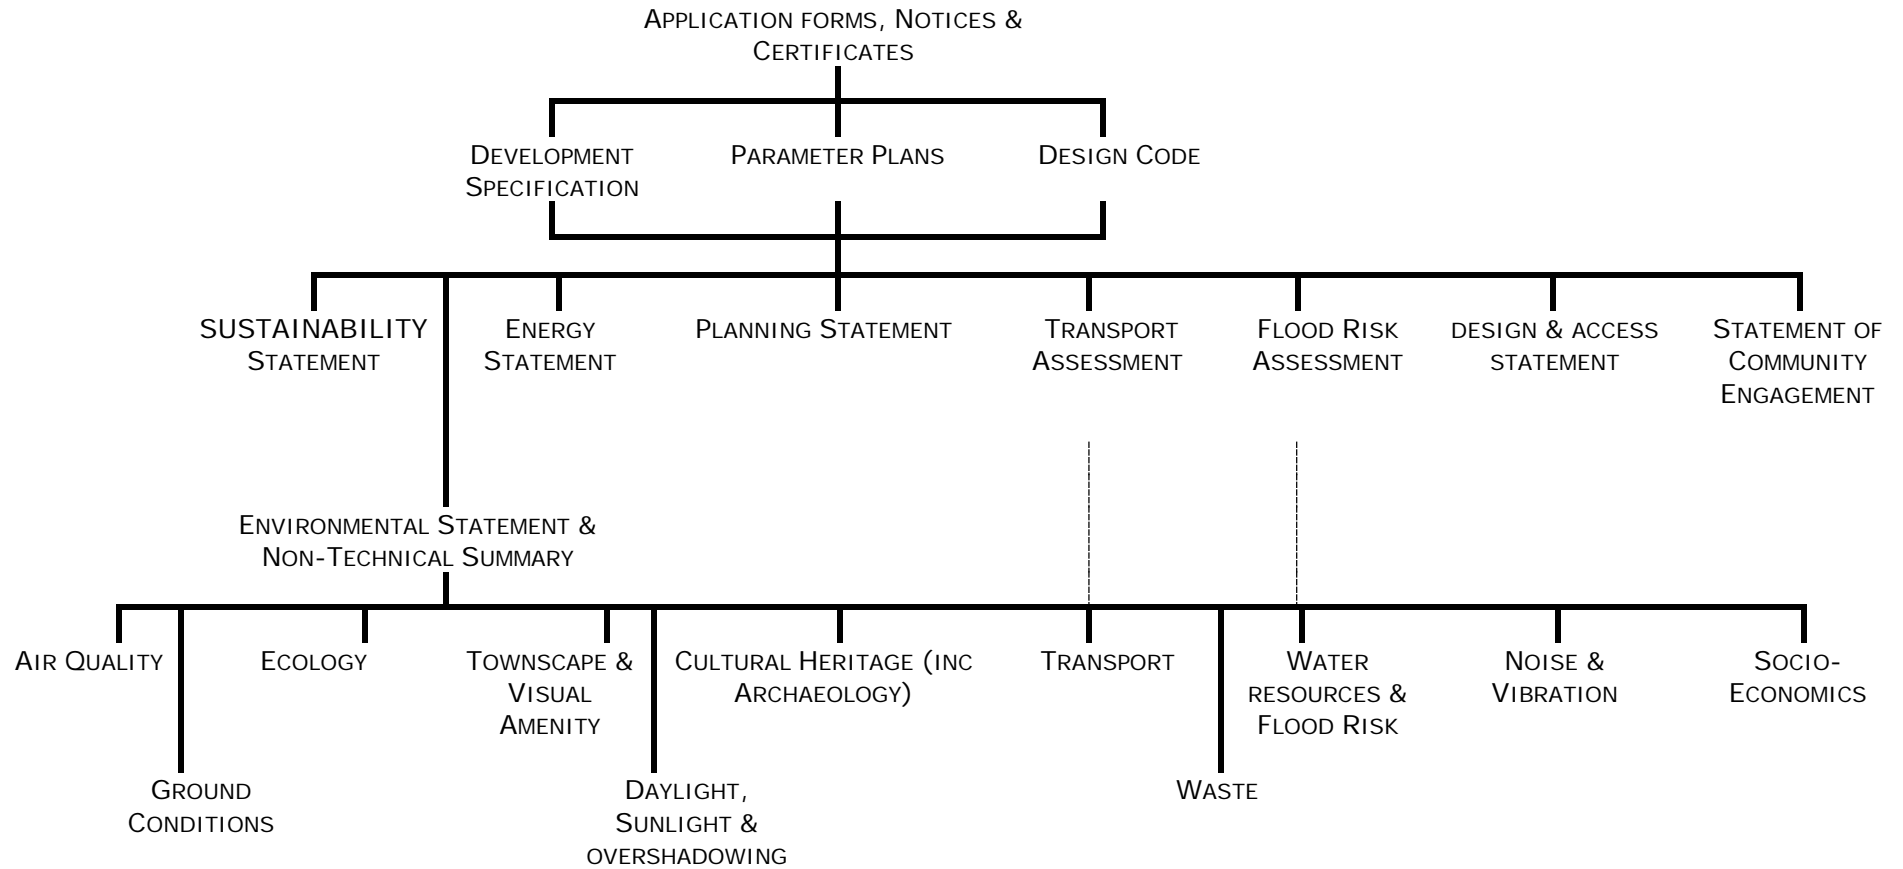 APPLICATION FORMS, NOTICES &
CERTIFICATES
DEVELOPMENT
SPECIFICATION
PARAMETER PLANS
DESIGN CODE
SUSTAINABILITY
STATEMENT
ENERGY
STATEMENT
PLANNING STATEMENT
TRANSPORT
ASSESSMENT
FLOOD RISK
ASSESSMENT
DESIGN & ACCESS
STATEMENT
STATEMENT OF
COMMUNITY
ENGAGEMENT
ENVIRONMENTAL STATEMENT &
NON-TECHNICAL SUMMARY
AIR QUALITY
ECOLOGY
TOWNSCAPE &
VISUAL
AMENITY
CULTURAL HERITAGE (INC
ARCHAEOLOGY)
TRANSPORT
WATER
RESOURCES &
FLOOD RISK
NOISE &
VIBRATION
SOCIO-
ECONOMICS
GROUND
CONDITIONS
DAYLIGHT,
SUNLIGHT &
OVERSHADOWING
WASTE